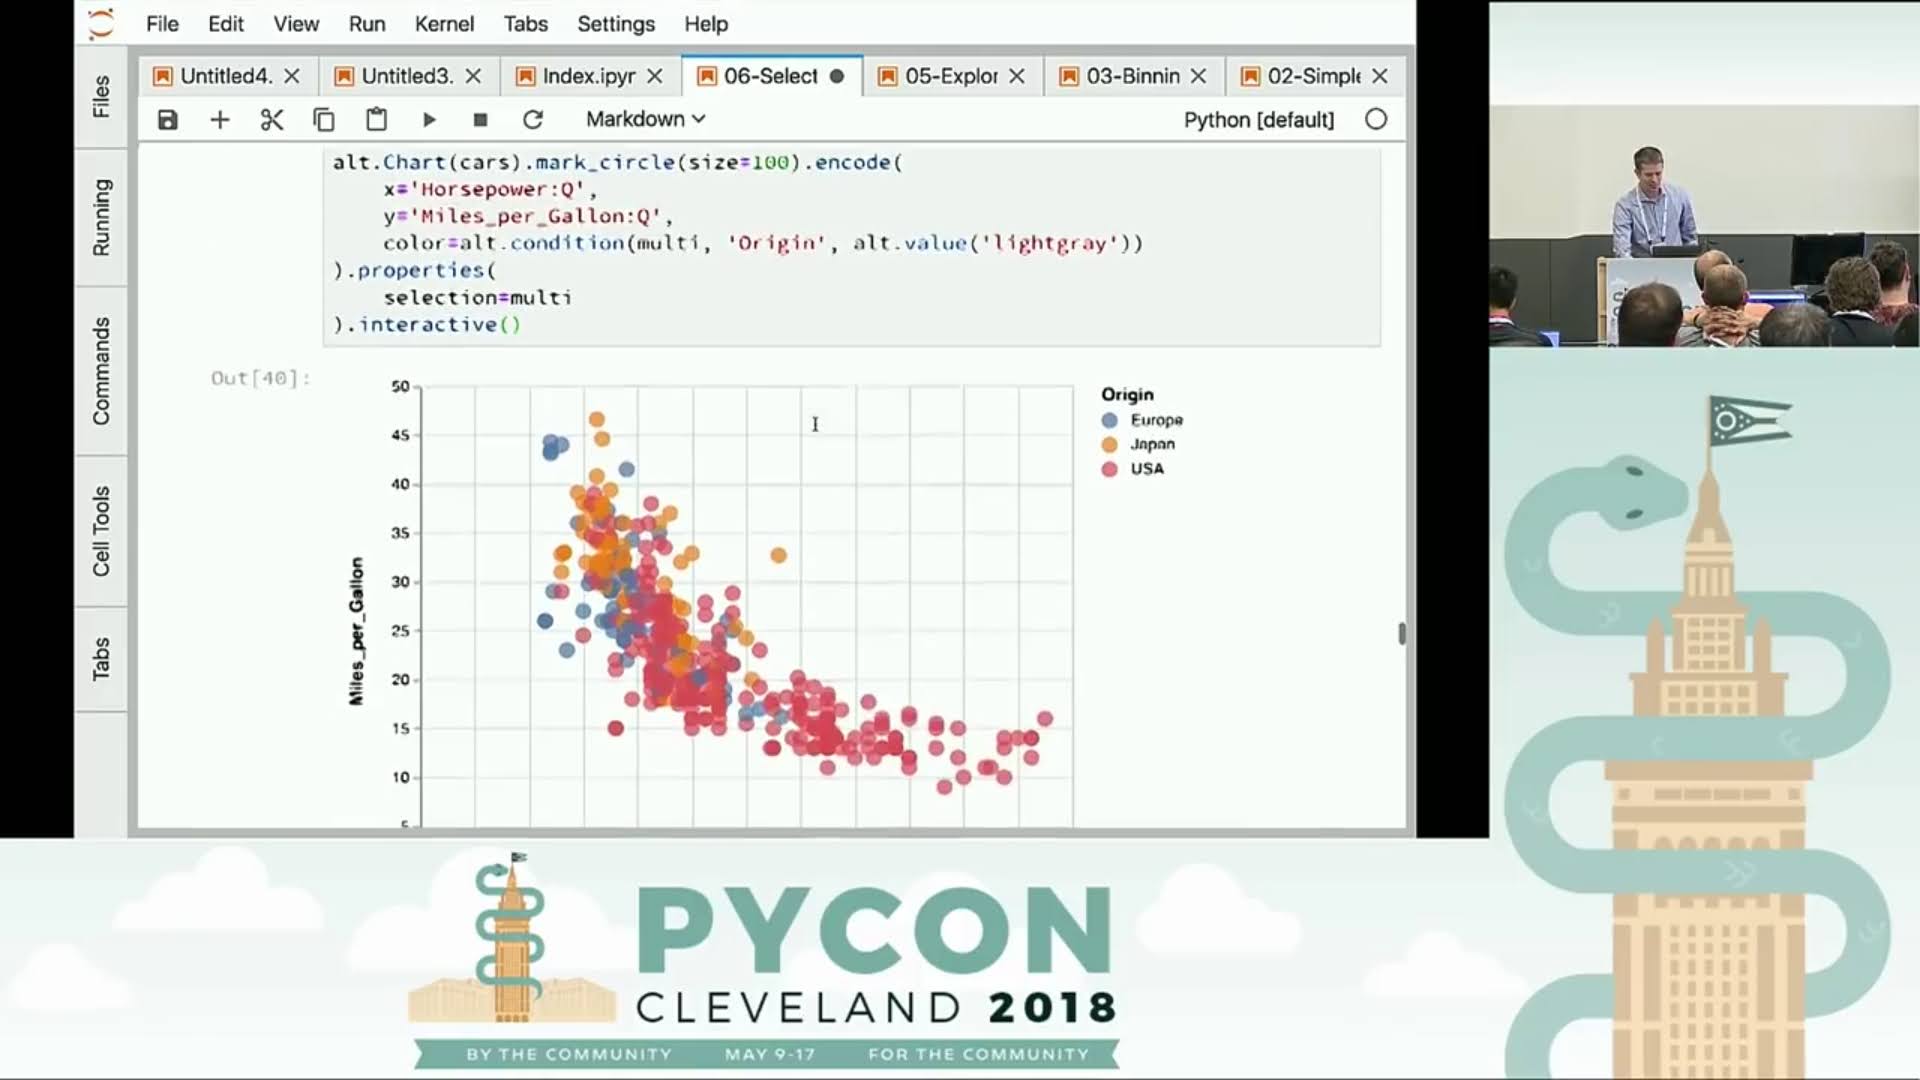 File Edit View Run Kernel Tabs Settings Help
Untitled4. Untitled3. Index.ipyr 06-Select 05-Explor 03-Binnin 02-Simple
Markdown Python [default]
Files
Running
Commands
Cell Tools
Tabs
alt.Chart(cars).mark_circle(size=100).encode(
x='Horsepower:Q',
y='Miles_per_Gallon:Q',
color=alt.condition(multi, 'Origin', alt.value('lightgray'))
).properties(
selection=multi
).interactive()
Out[40]:
50
45
40
35
30
25
20
15
10
5
Miles_per_Gallon
Origin
Europe
Japan
USA
PYCON
CLEVELAND 2018
BY THE COMMUNITY MAY 9-17 FOR THE COMMUNITY